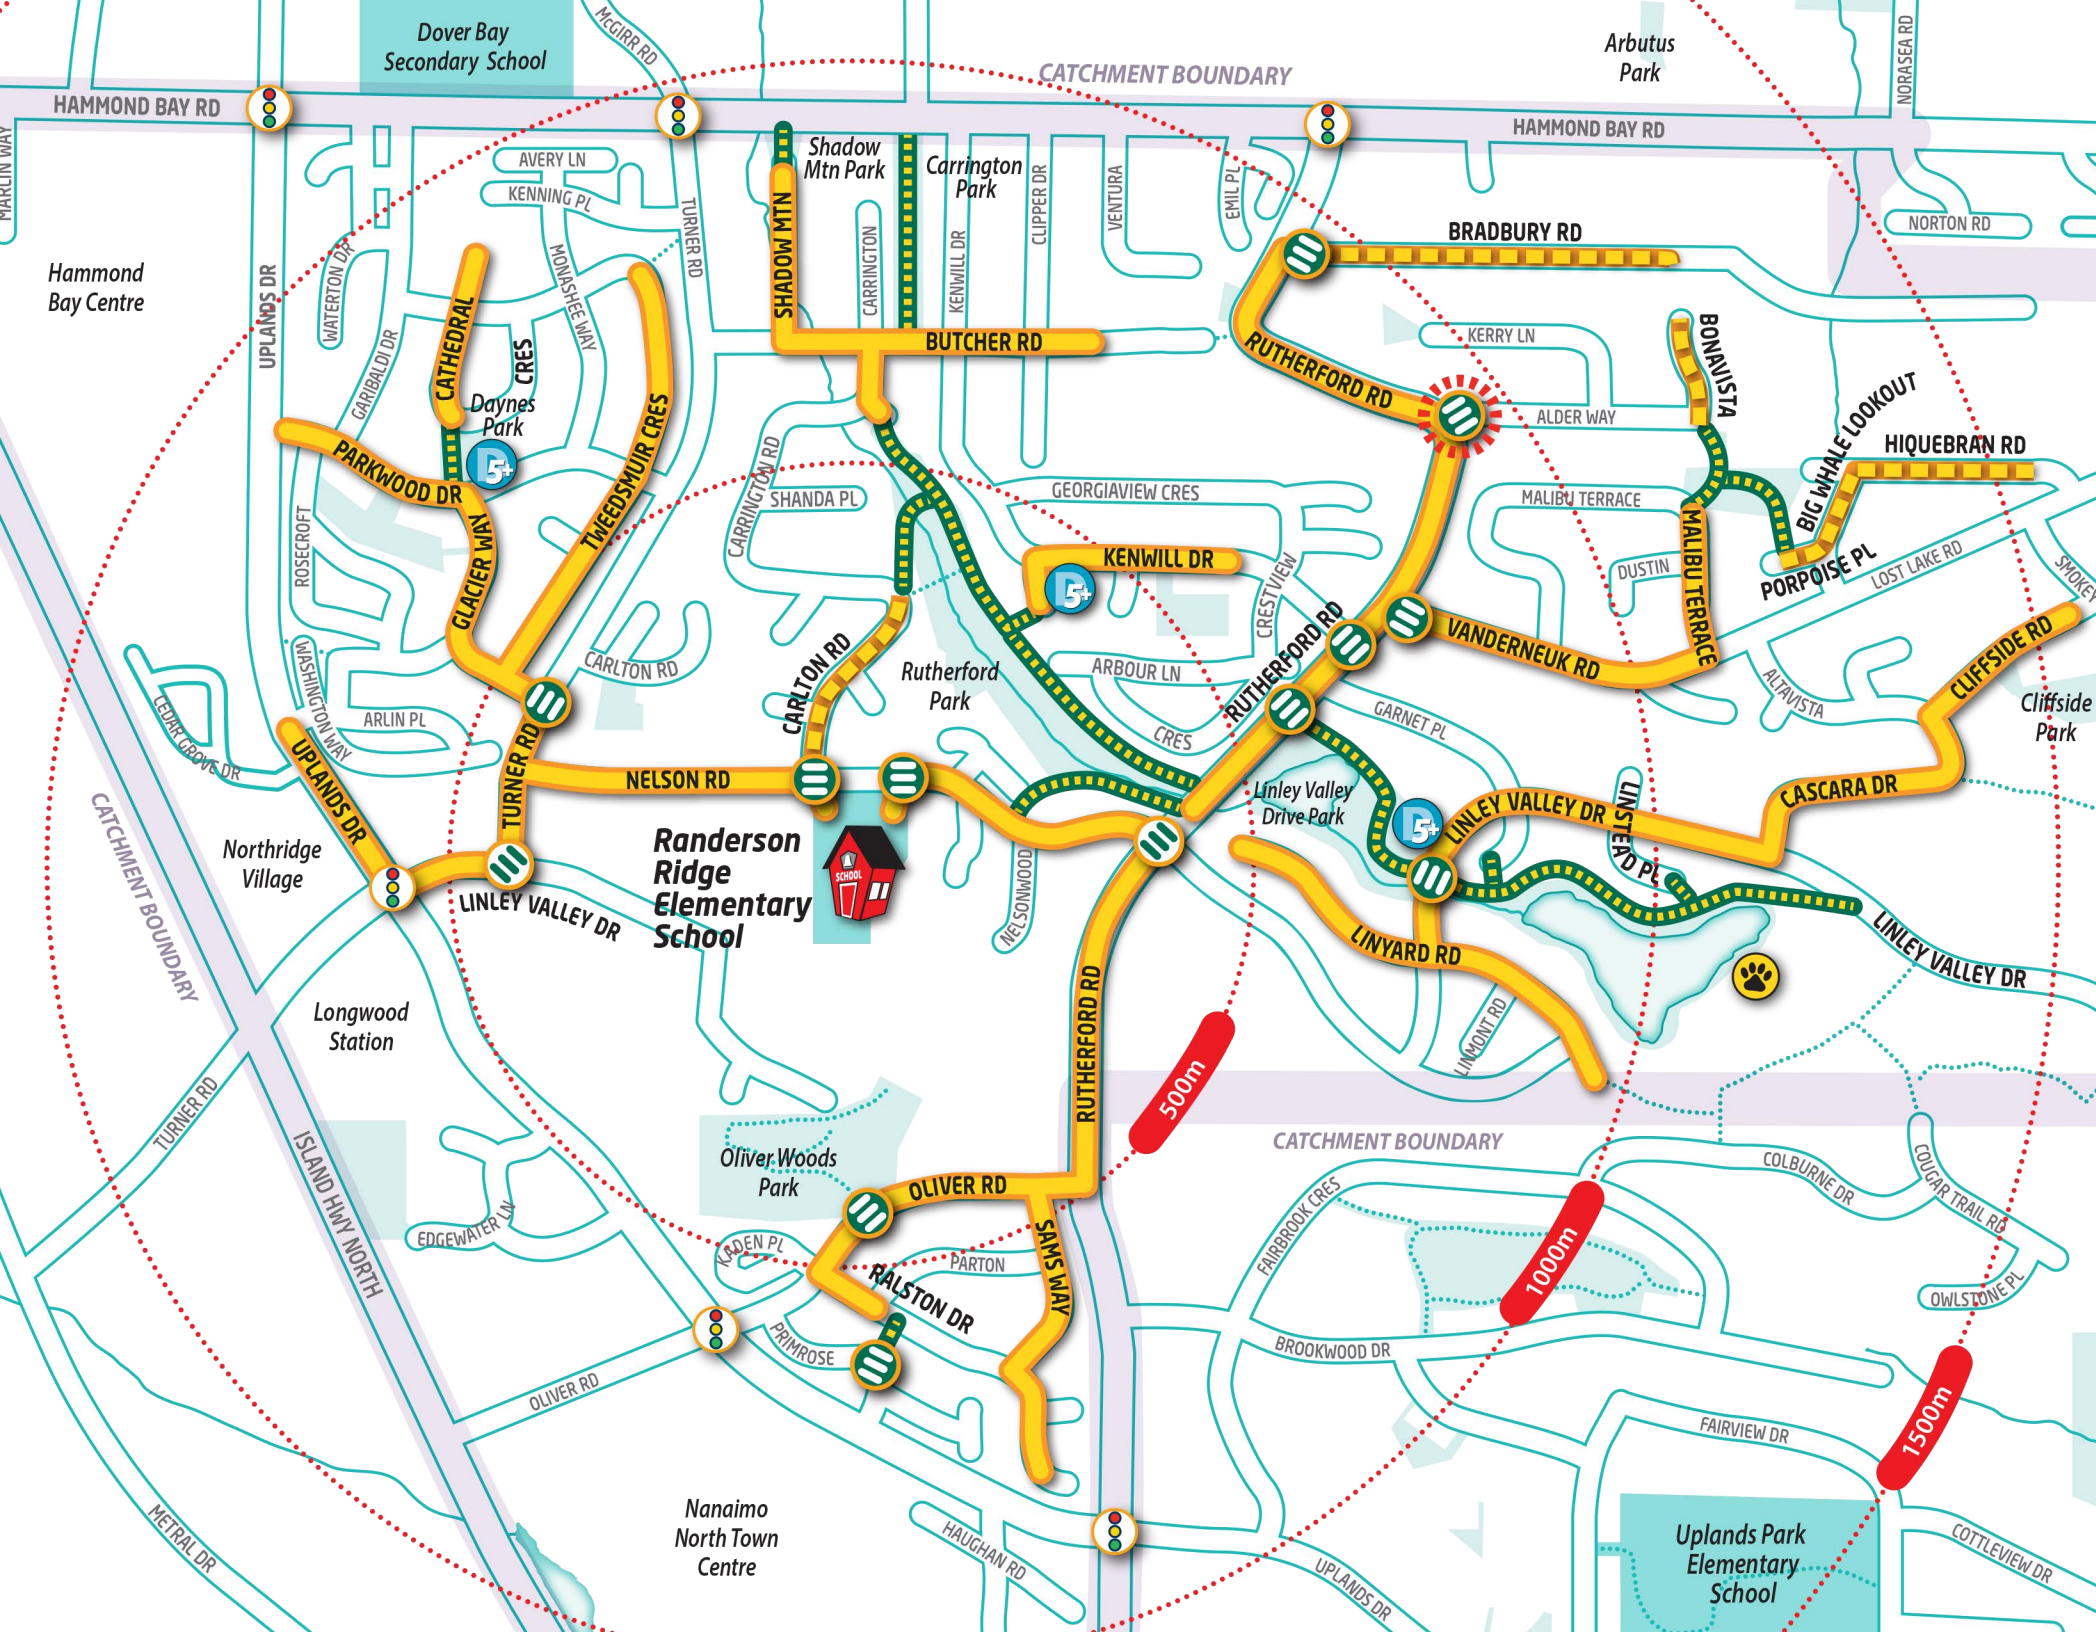 Dover Bay
Secondary School
McGIRR RD
CATCHMENT BOUNDARY
Arbutus
Park
NORASEA RD
HAMMOND BAY RD
HAMMOND BAY RD
MARLIN WAY
AVERY LN
KENNING PL
Shadow
Mtn Park
Carrington
Park
CLIPPER DR
VENTURA
EMIL PL
NORTON RD
BRADBURY RD
TURNER RD
SHADOW MTN
CARRINGTON
KENWILL DR
Hammond
Bay Centre
UPLANDS DR
WATERTON DR
MONASHEE WAY
CATHEDRAL
CRES
GARIBALDI DR
BUTCHER RD
RUTHERFORD RD
KERRY LN
BONAVISTA
ALDER WAY
BIG WHALE LOOKOUT
HIQUEBRAN RD
Daynes
Park
5+
PARKWOOD DR
TWEEDSMUIR CRES
CARRINGTON RD
SHANDA PL
GEORGIAVIEW CRES
MALIBU TERRACE
MALIBU TERRACE
ROSECROFT
GLACIER WAY
KENWILL DR
5+
CRESTVIEW
DUSTIN
PORPOISE PL
LOST LAKE RD
SMOKEY
VANDERNEUK RD
CLIFFSIDE RD
Cliffside
Park
ALTAVISTA
WASHINGTON WAY
CARLTON RD
CARLTON RD
Rutherford
Park
ARBOUR LN
RUTHERFORD RD
GARNET PL
CRES
CEDAR GROVE DR
ARLIN PL
UPLANDS DR
TURNER RD
NELSON RD
Linley Valley
Drive Park
5+
LINLEY VALLEY DR
LINSTEAD PL
CASCARA DR
CATCHMENT BOUNDARY
Northridge
Village
LINLEY VALLEY DR
Randerson
Ridge
Elementary
School
SCHOOL
NELSONWOOD
LINYARD RD
LINLEY VALLEY DR
LINMONT RD
Longwood
Station
RUTHERFORD RD
500m
TURNER RD
ISLAND HWY NORTH
Oliver Woods
Park
OLIVER RD
CATCHMENT BOUNDARY
COLBURNE DR
COUGAR TRAIL RD
EDGEWATER LN
KADEN PL
PARTON
SAMS WAY
RALSTON DR
PRIMROSE
FAIRBROOK CRES
1000m
OWLSTONE PL
BROOKWOOD DR
OLIVER RD
FAIRVIEW DR
1500m
METRAL DR
Nanaimo
North Town
Centre
HAUGHAN RD
UPLANDS DR
Uplands Park
Elementary
School
COTTLEVIEW DR